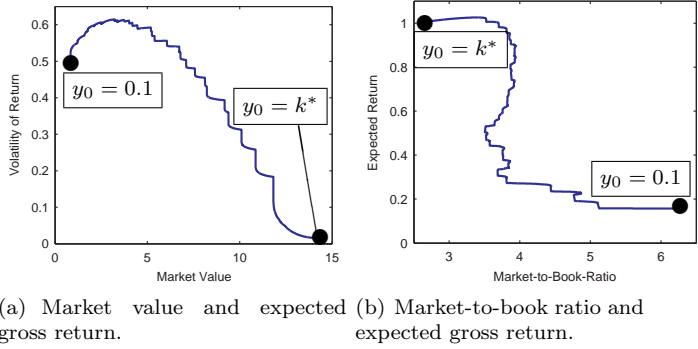 0.6
0.5
0.4
0.3
0.2
0.1
0
0
5
10
15
Volatility of Return
Market Value
y₀ = 0.1
y₀ = k*
1
0.8
0.6
0.4
0.2
0
3
4
5
6
Expected Return
Market-to-Book-Ratio
y₀ = k*
y₀ = 0.1
(a) Market value and expected
gross return.
(b) Market-to-book ratio and
expected gross return.